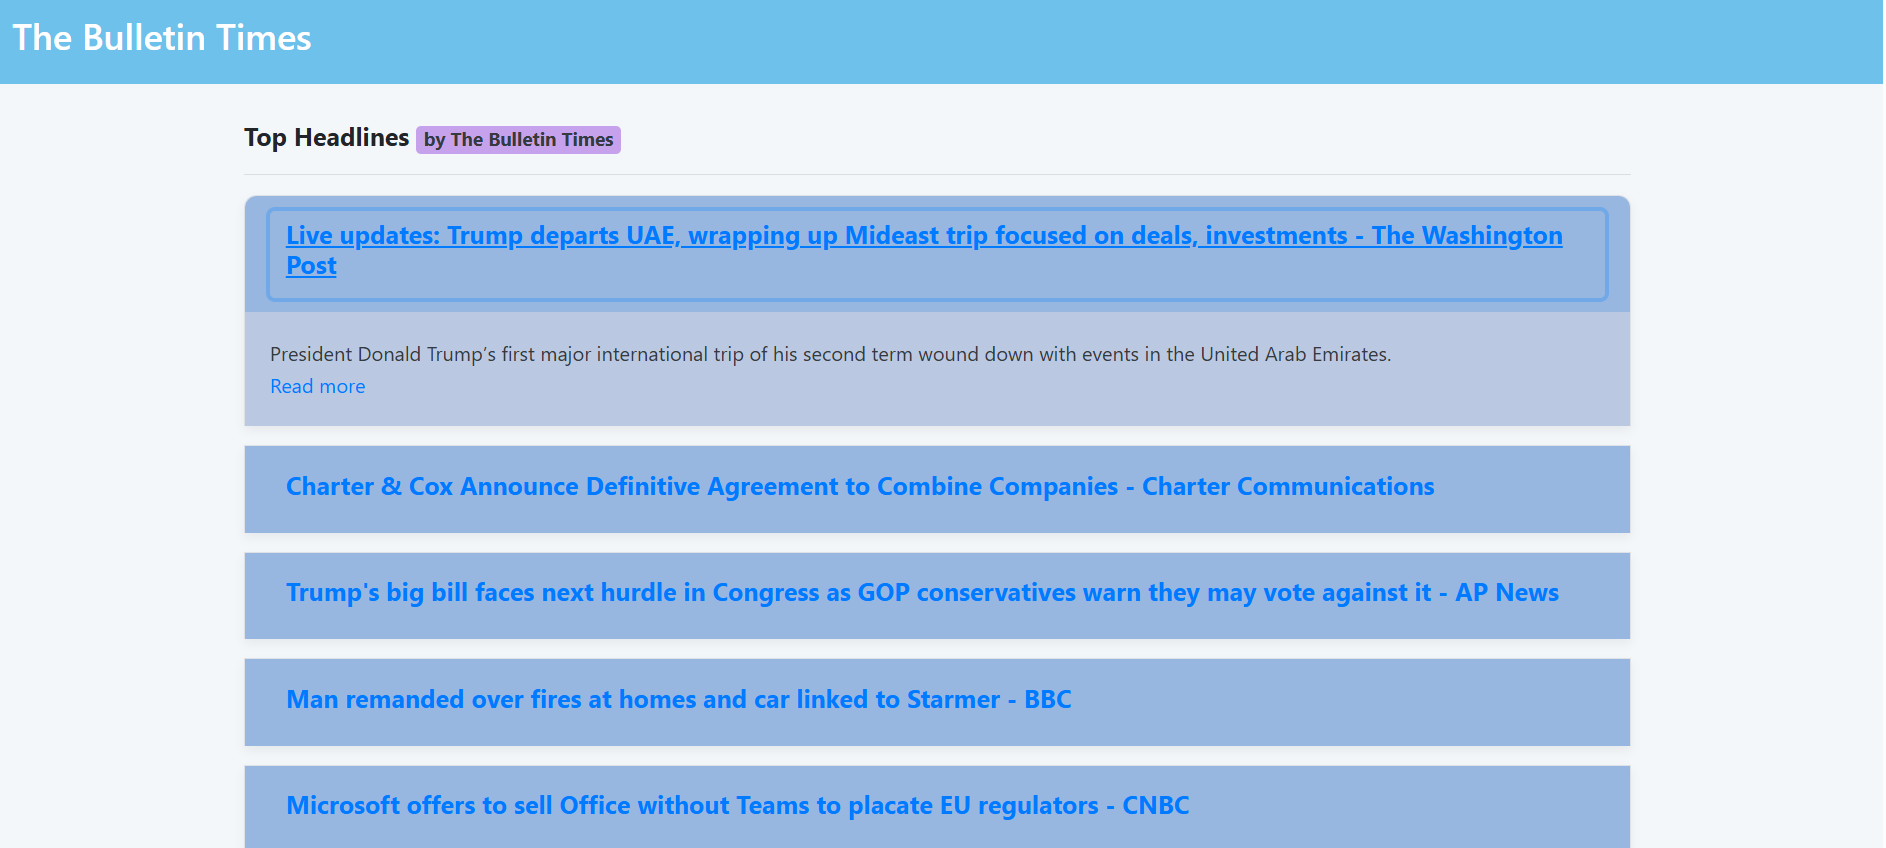 The Bulletin Times
Top Headlines by The Bulletin Times
Live updates: Trump departs UAE, wrapping up Mideast trip focused on deals, investments - The Washington
Post
President Donald Trump’s first major international trip of his second term wound down with events in the United Arab Emirates.
Read more
Charter & Cox Announce Definitive Agreement to Combine Companies - Charter Communications
Trump's big bill faces next hurdle in Congress as GOP conservatives warn they may vote against it - AP News
Man remanded over fires at homes and car linked to Starmer - BBC
Microsoft offers to sell Office without Teams to placate EU regulators - CNBC